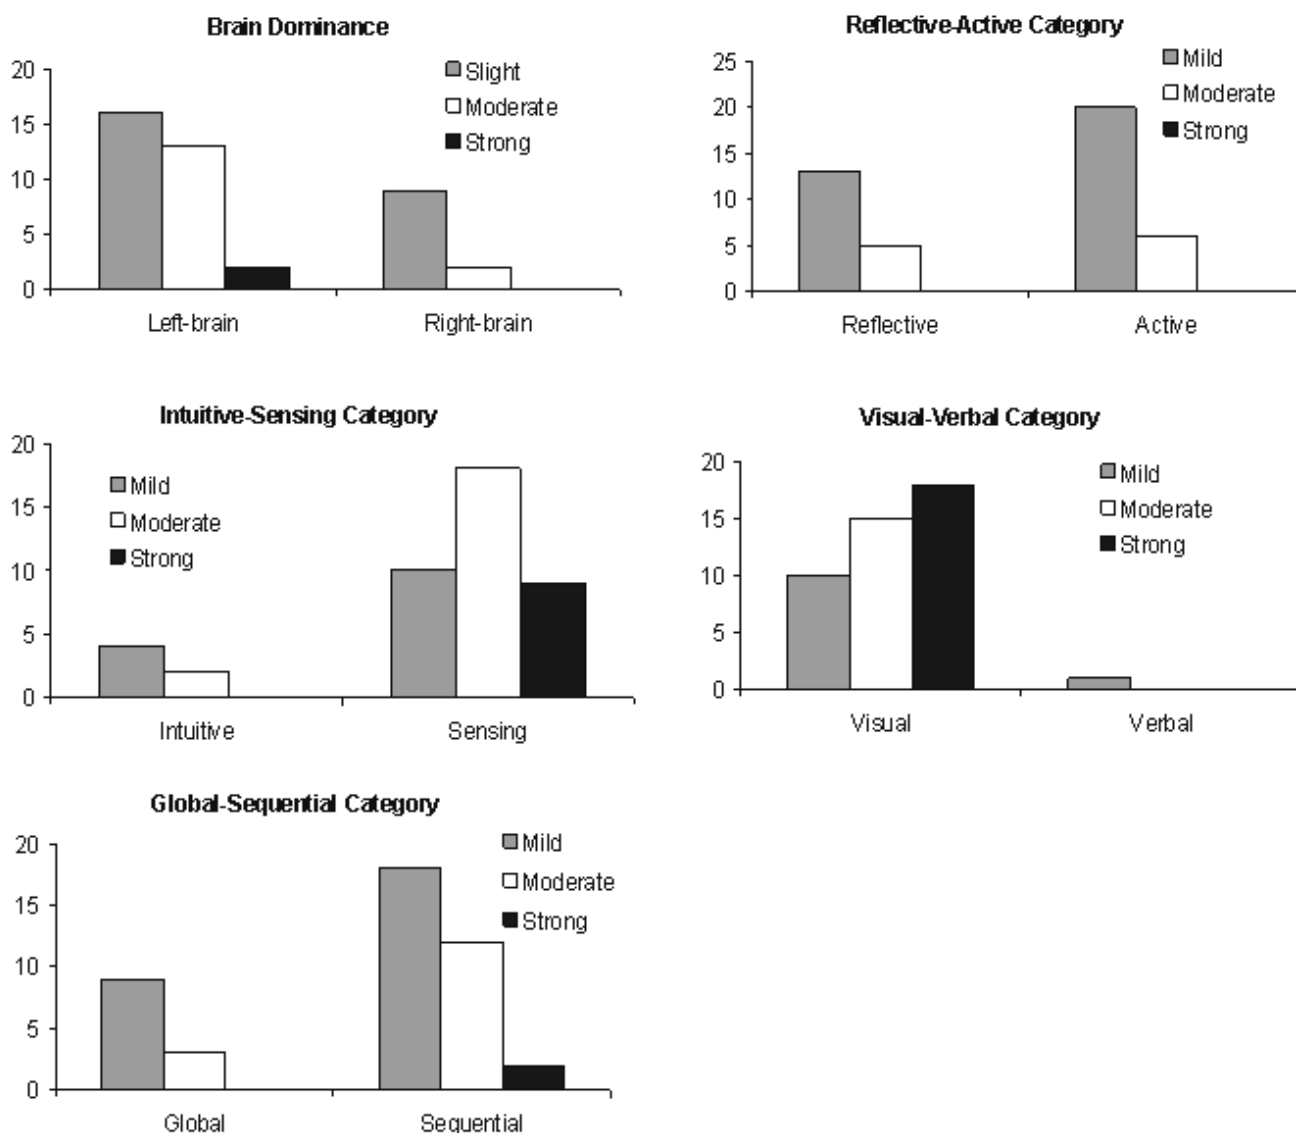 Brain Dominance
20
15
10
5
0
Slight
Moderate
Strong
Left-brain
Right-brain
Reflective-Active Category
25
20
15
10
5
0
Mild
Moderate
Strong
Reflective
Active
Intuitive-Sensing Category
20
15
10
5
0
Mild
Moderate
Strong
Intuitive
Sensing
Visual-Verbal Category
20
15
10
5
0
Mild
Moderate
Strong
Visual
Verbal
Global-Sequential Category
20
15
10
5
0
Mild
Moderate
Strong
Global
Sequential